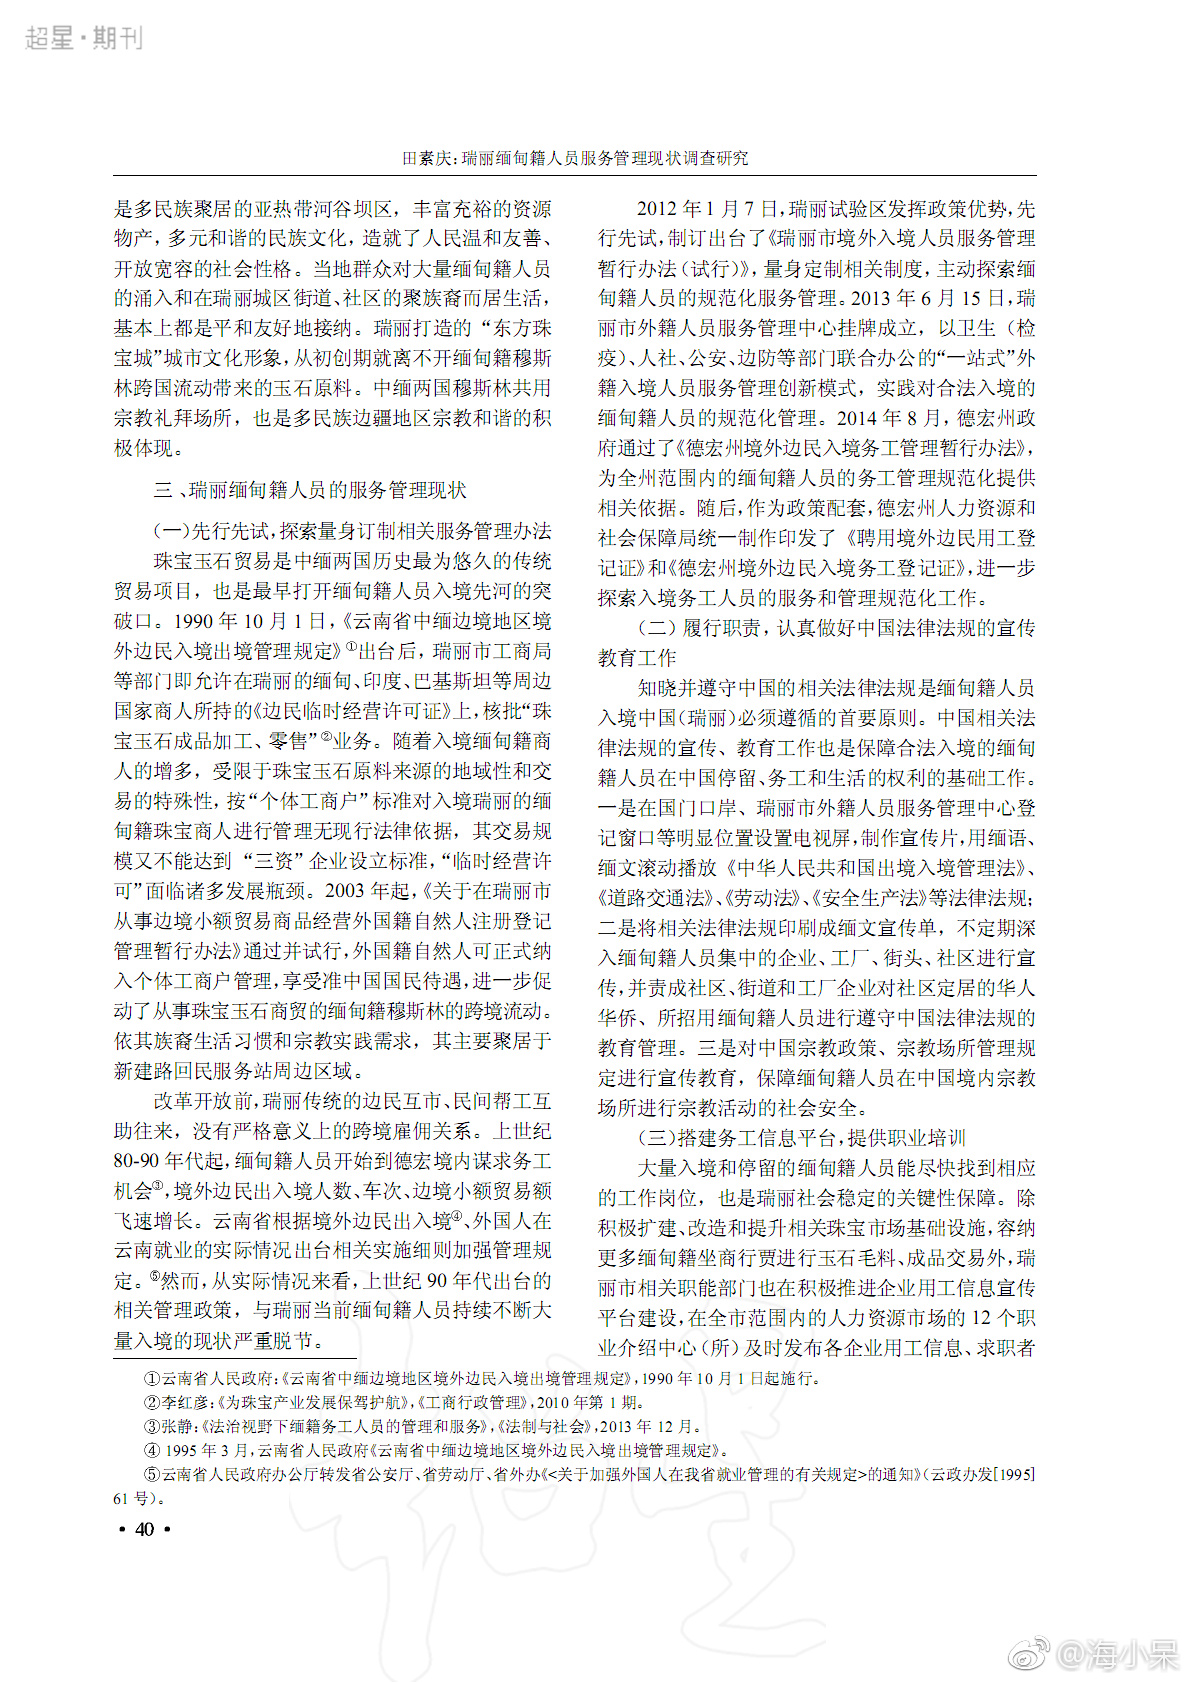 超星·期刊
田素庆:瑞丽缅甸籍人员服务管理现状调查研究
是多民族聚居的亚热带河谷坝区，丰富充裕的资源
物产，多元和谐的民族文化，造就了人民温和友善、
开放宽容的社会性格。当地群众对大量缅甸籍人员
的涌入和在瑞丽城区街道、社区的聚族裔而居生活，
基本上都是平和友好地接纳。瑞丽打造的“东方珠
宝城”城市文化形象，从初创期就离不开缅甸籍穆斯
林跨国流动带来的玉石原料。中缅两国穆斯林共用
宗教礼拜场所，也是多民族边疆地区宗教和谐的积
极体现。
三、瑞丽缅甸籍人员的服务管理现状
（一）先行先试，探索量身订制相关服务管理办法
珠宝玉石贸易是中缅两国历史最为悠久的传统
贸易项目，也是最早打开缅甸籍人员入境先河的突
破口。1990年10月1日，《云南省中缅边境地区境
外边民入境出境管理规定》①出台后，瑞丽市工商局
等部门即允许在瑞丽的缅甸、印度、巴基斯坦等周边
国家商人所持的《边民临时经营许可证》上，核批“珠
宝玉石成品加工、零售”②业务。随着入境缅甸籍商
人的增多，受限于珠宝玉石原料来源的地域性和交
易的特殊性，按“个体工商户”标准对入境瑞丽的缅
甸籍珠宝商人进行管理无现行法律依据，其交易规
模又不能达到“三资”企业设立标准，“临时经营许
可”面临诸多发展瓶颈。2003年起，《关于在瑞丽市
从事边境小额贸易商品经营外国籍自然人注册登记
管理暂行办法》通过并试行，外国籍自然人可正式纳
入个体工商户管理，享受准中国国民待遇，进一步促
动了从事珠宝玉石商贸的缅甸籍穆斯林的跨境流动。
依其族裔生活习惯和宗教实践需求，其主要聚居于
新建路回民服务站周边区域。
改革开放前，瑞丽传统的边民互市、民间帮工互
助往来，没有严格意义上的跨境雇佣关系。上世纪
80-90年代起，缅甸籍人员开始到德宏境内谋求务工
机会③，境外边民出入境人数、车次、边境小额贸易额
飞速增长。云南省根据境外边民出入境④、外国人在
云南就业的实际情况出台相关实施细则加强管理规
定。⑤然而，从实际情况来看，上世纪90年代出台的
相关管理政策，与瑞丽当前缅甸籍人员持续不断大
量入境的现状严重脱节。
2012年1月7日，瑞丽试验区发挥政策优势，先
行先试，制订出台了《瑞丽市境外入境人员服务管理
暂行办法（试行）》，量身定制相关制度，主动探索缅
甸籍人员的规范化服务管理。2013年6月15日，瑞
丽市外籍人员服务管理中心挂牌成立，以卫生（检
疫）、人社、公安、边防等部门联合办公的“一站式”外
籍入境人员服务管理创新模式，实践对合法入境的
缅甸籍人员的规范化管理。2014年8月，德宏州政
府通过了《德宏州境外边民入境务工管理暂行办法》，
为全州范围内的缅甸籍人员的务工管理规范化提供
相关依据。随后，作为政策配套，德宏州人力资源和
社会保障局统一制作印发了《聘用境外边民用工登
记证》和《德宏州境外边民入境务工登记证》，进一步
探索入境务工人员的服务和管理规范化工作。
（二）履行职责，认真做好中国法律法规的宣传
教育工作
知晓并遵守中国的相关法律法规是缅甸籍人员
入境中国（瑞丽）必须遵循的首要原则。中国相关法
律法规的宣传、教育工作也是保障合法入境的缅甸
籍人员在中国停留、务工和生活的权利的基础工作。
一是在国门口岸、瑞丽市外籍人员服务管理中心登
记窗口等明显位置设置电视屏，制作宣传片，用缅语、
缅文滚动播放《中华人民共和国出境入境管理法》、
《道路交通法》、《劳动法》、《安全生产法》等法律法规；
二是将相关法律法规印刷成缅文宣传单，不定期深
入缅甸籍人员集中的企业、工厂、街头、社区进行宣
传，并责成社区、街道和工厂企业对社区定居的华人
华侨、所招用缅甸籍人员进行遵守中国法律法规的
教育管理。三是对中国宗教政策、宗教场所管理规
定进行宣传教育，保障缅甸籍人员在中国境内宗教
场所进行宗教活动的社会安全。
（三）搭建务工信息平台，提供职业培训
大量入境和停留的缅甸籍人员能尽快找到相应
的工作岗位，也是瑞丽社会稳定的关键性保障。除
积极扩建、改造和提升相关珠宝市场基础设施，容纳
更多缅甸籍坐商行贾进行玉石毛料、成品交易外，瑞
丽市相关职能部门也在积极推进企业用工信息宣传
平台建设，在全市范围内的人力资源市场的12个职
业介绍中心（所）及时发布各企业用工信息、求职者
①云南省人民政府:《云南省中缅边境地区境外边民入境出境管理规定》，1990年10月1日起施行。
②李红彦:《为珠宝产业发展保驾护航》，《工商行政管理》，2010年第1期。
③张静:《法治视野下缅籍务工人员的管理和服务》，《法制与社会》，2013年12月。
④1995年3月，云南省人民政府《云南省中缅边境地区境外边民入境出境管理规定》。
⑤云南省人民政府办公厅转发省公安厅、省劳动厅、省外办《<关于加强外国人在我省就业管理的有关规定>的通知》（云政办发[1995]
61号）。
· 40 ·
@海小呆